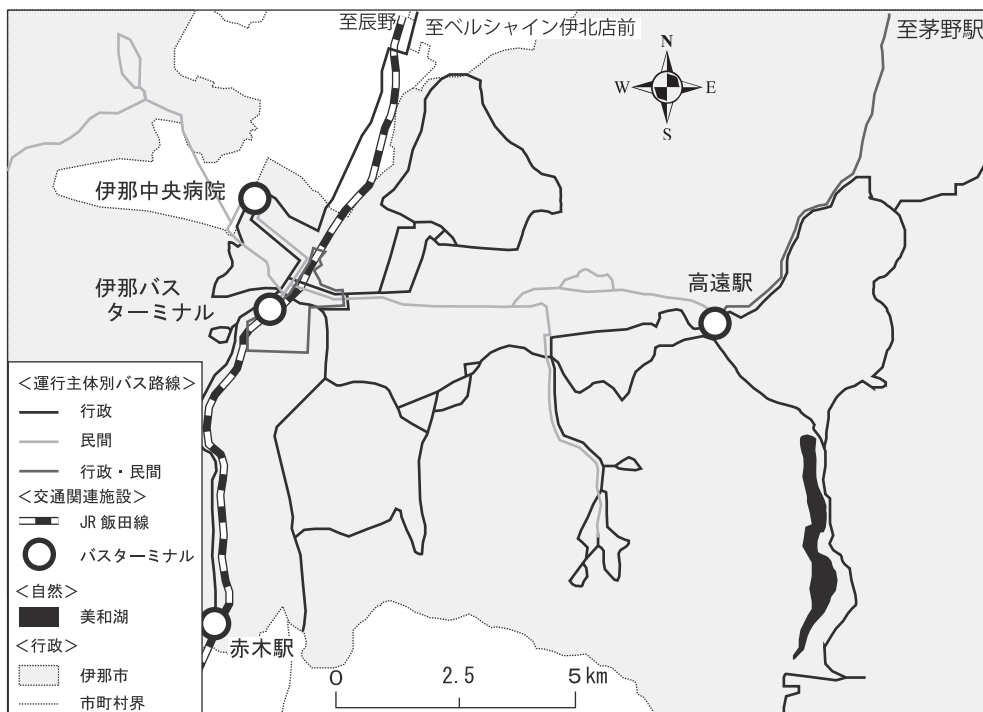 至辰野
至ベルシャイン伊北店前
至茅野駅
N
W
E
S
伊那中央病院
伊那バス
ターミナル
高遠駅
<運行主体別バス路線>
行政
民間
行政・民間
<交通関連施設>
JR飯田線
バスターミナル
<自然>
美和湖
<行政>
伊那市
市町村界
赤木駅
0
2.5
5km